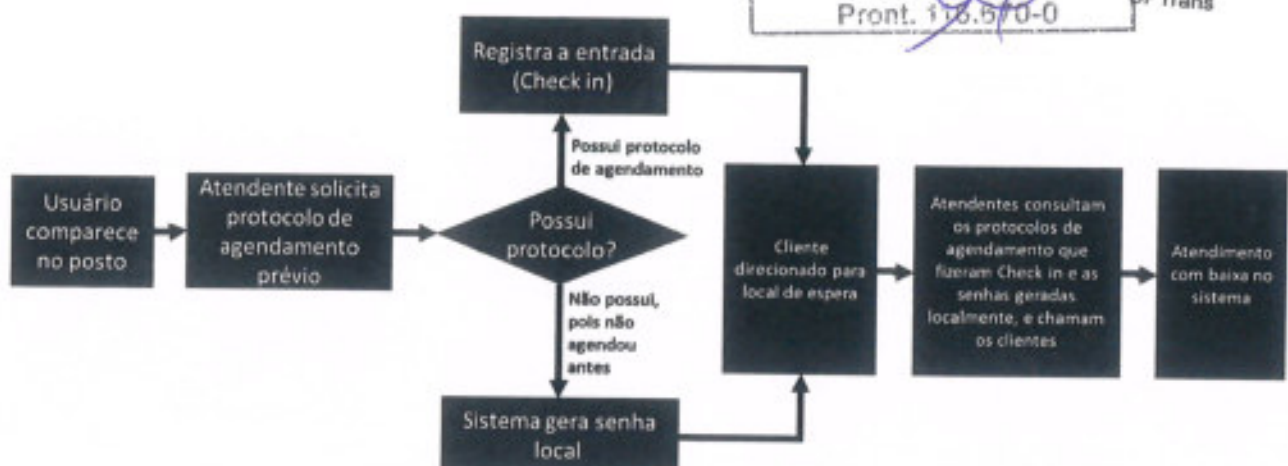 Pront. 118.670-0
Trans
Registra a entrada
(Check in)
Possui protocolo
de agendamento
Usuário
comparece
no posto
Atendente solicita
protocolo de
agendamento
prévio
Possui
protocolo?
Não possui,
pois não
agendou
antes
Sistema gera senha
local
Cliente
direcionado para
local de espera
Atendentes consultam
os protocolos de
agendamento que
fizeram Check in e as
senhas geradas
localmente, e chamam
os clientes
Atendimento
com baixa no
sistema